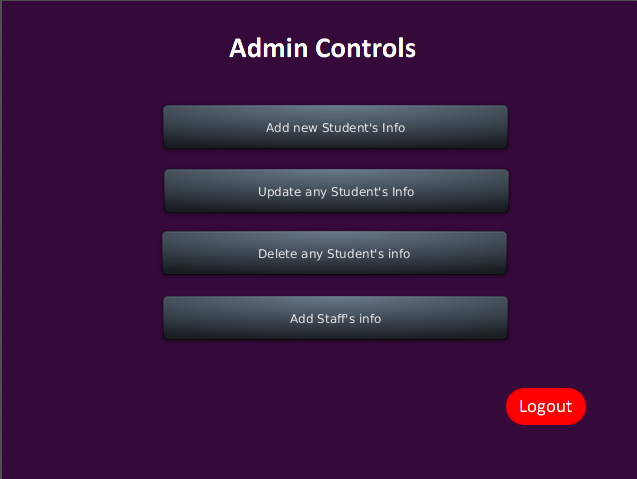 Admin Controls
Add new Student's Info
Update any Student's Info
Delete any Student's info
Add Staff's info
Logout